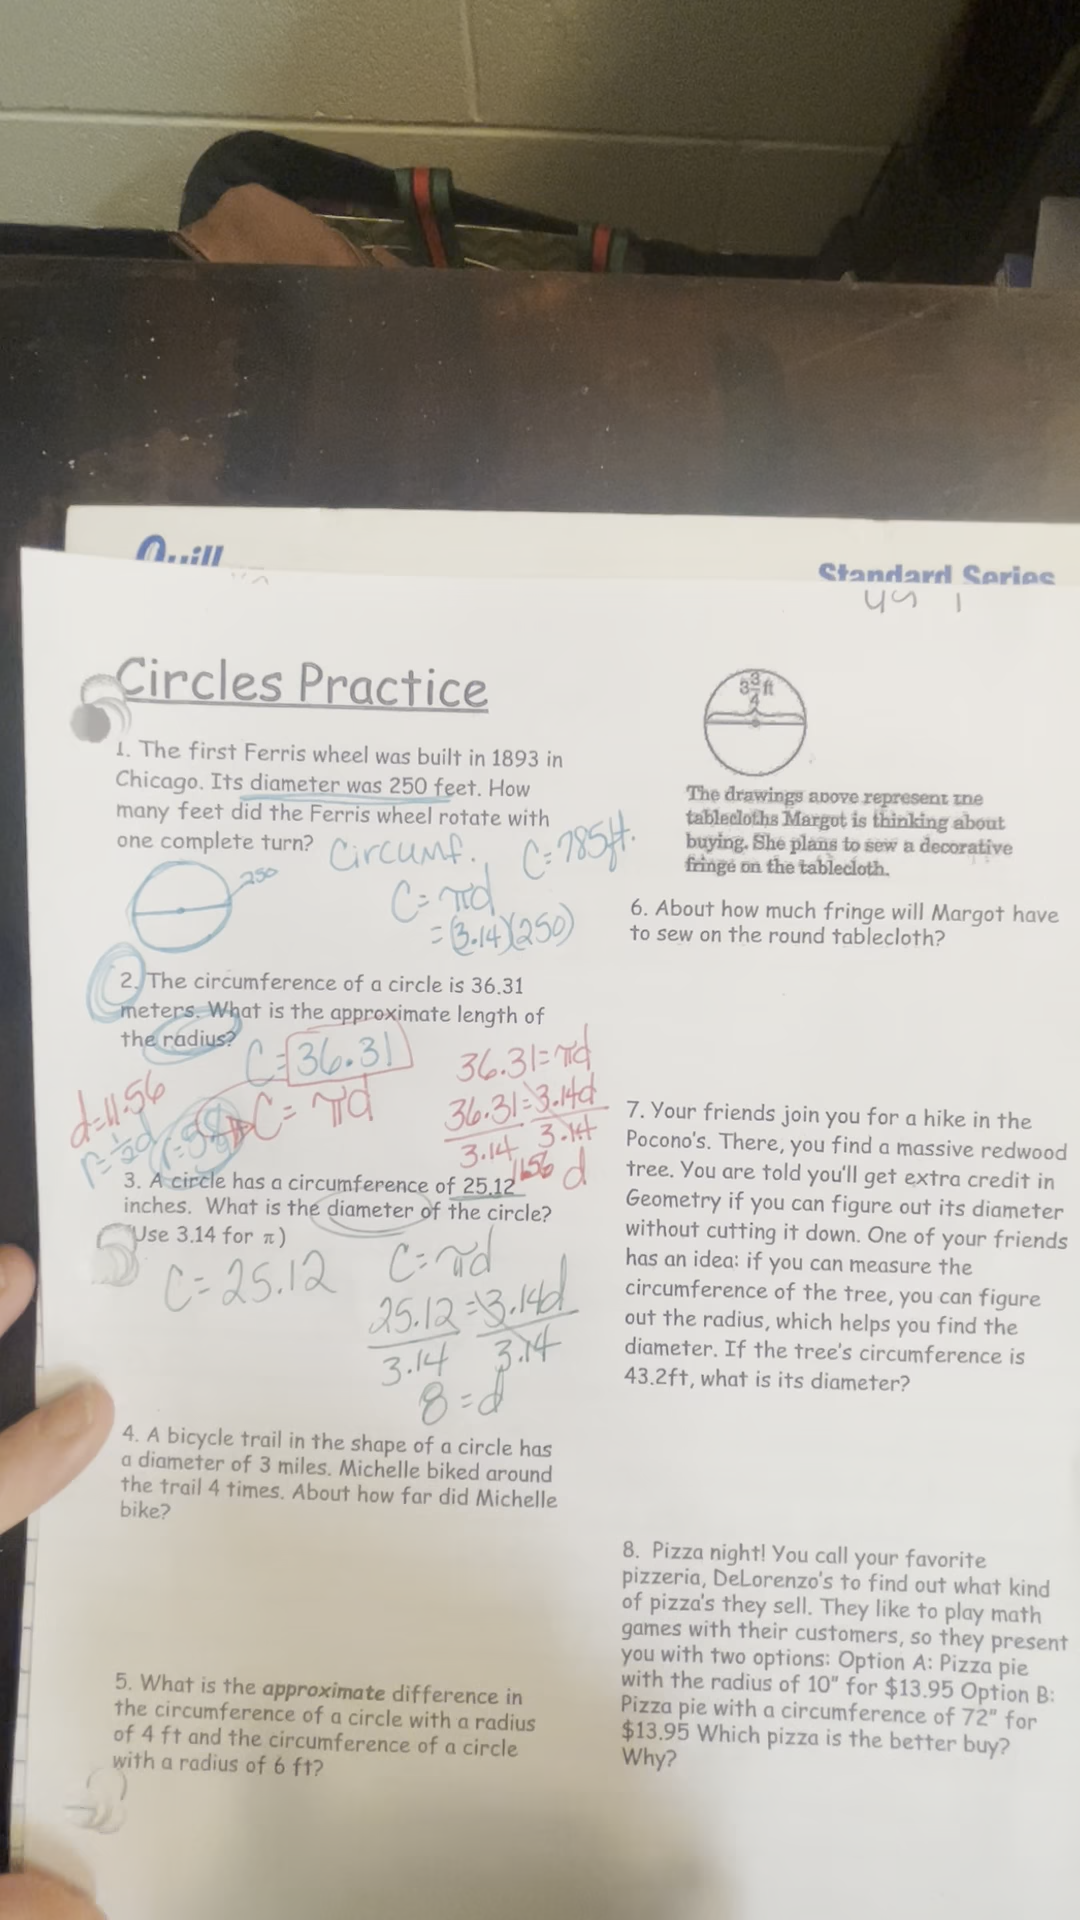 Quill
Standard Series
Circles Practice
1. The first Ferris wheel was built in 1893 in
Chicago. Its diameter was 250 feet. How
many feet did the Ferris wheel rotate with
one complete turn?
Circumf.
C=785ft.
250
C=πd
=(3.14)(250)
2. The circumference of a circle is 36.31
meters. What is the approximate length of
the radius?
C=36.31
C=πd
d=11.56
r=½d
36.31=πd
36.31=3.14d
3.14 3.14
11.56 d
3. A circle has a circumference of 25.12
inches. What is the diameter of the circle?
(Use 3.14 for π)
C=25.12
C=πd
25.12=3.14d
3.14 3.14
8=d
4. A bicycle trail in the shape of a circle has
a diameter of 3 miles. Michelle biked around
the trail 4 times. About how far did Michelle
bike?
5. What is the approximate difference in
the circumference of a circle with a radius
of 4 ft and the circumference of a circle
with a radius of 6 ft?
3 3/4 ft
The drawings above represent the
tablecloths Margot is thinking about
buying. She plans to sew a decorative
fringe on the tablecloth.
6. About how much fringe will Margot have
to sew on the round tablecloth?
7. Your friends join you for a hike in the
Pocono's. There, you find a massive redwood
tree. You are told you'll get extra credit in
Geometry if you can figure out its diameter
without cutting it down. One of your friends
has an idea: if you can measure the
circumference of the tree, you can figure
out the radius, which helps you find the
diameter. If the tree's circumference is
43.2ft, what is its diameter?
8. Pizza night! You call your favorite
pizzeria, DeLorenzo's to find out what kind
of pizza's they sell. They like to play math
games with their customers, so they present
you with two options: Option A: Pizza pie
with the radius of 10" for $13.95 Option B:
Pizza pie with a circumference of 72" for
$13.95 Which pizza is the better buy?
Why?